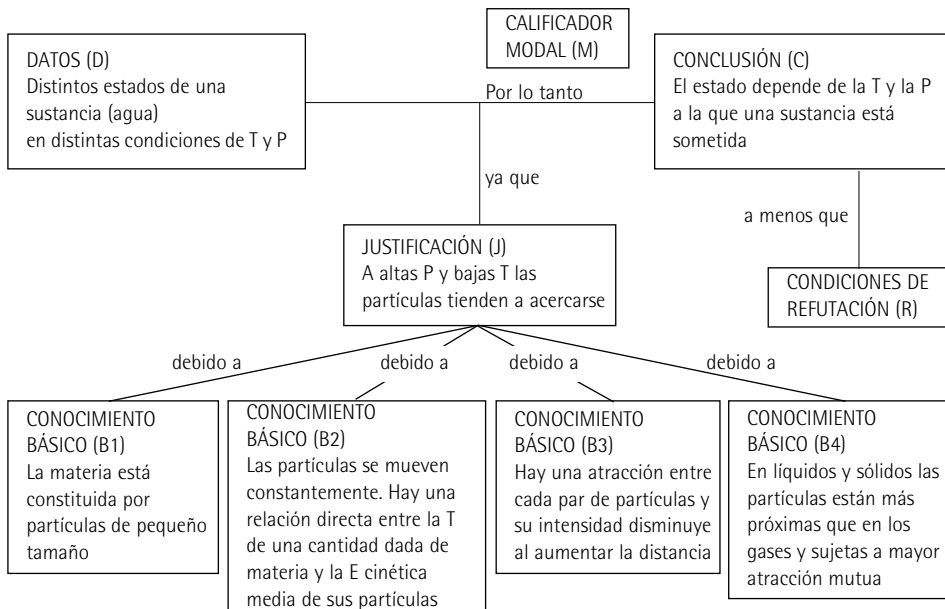 CALIFICADOR
MODAL (M)
DATOS (D)
Distintos estados de una
sustancia (agua)
en distintas condiciones de T y P
Por lo tanto
CONCLUSIÓN (C)
El estado depende de la T y la P
a la que una sustancia está
sometida
ya que
a menos que
JUSTIFICACIÓN (J)
A altas P y bajas T las
partículas tienden a acercarse
CONDICIONES DE
REFUTACIÓN (R)
debido a
debido a
debido a
debido a
CONOCIMIENTO
BÁSICO (B1)
La materia está
constituida por
partículas de pequeño
tamaño
CONOCIMIENTO
BÁSICO (B2)
Las partículas se mueven
constantemente. Hay una
relación directa entre la T
de una cantidad dada de
materia y la E cinética
media de sus partículas
CONOCIMIENTO
BÁSICO (B3)
Hay una atracción entre
cada par de partículas y
su intensidad disminuye
al aumentar la distancia
CONOCIMIENTO
BÁSICO (B4)
En líquidos y sólidos las
partículas están más
próximas que en los
gases y sujetas a mayor
atracción mutua